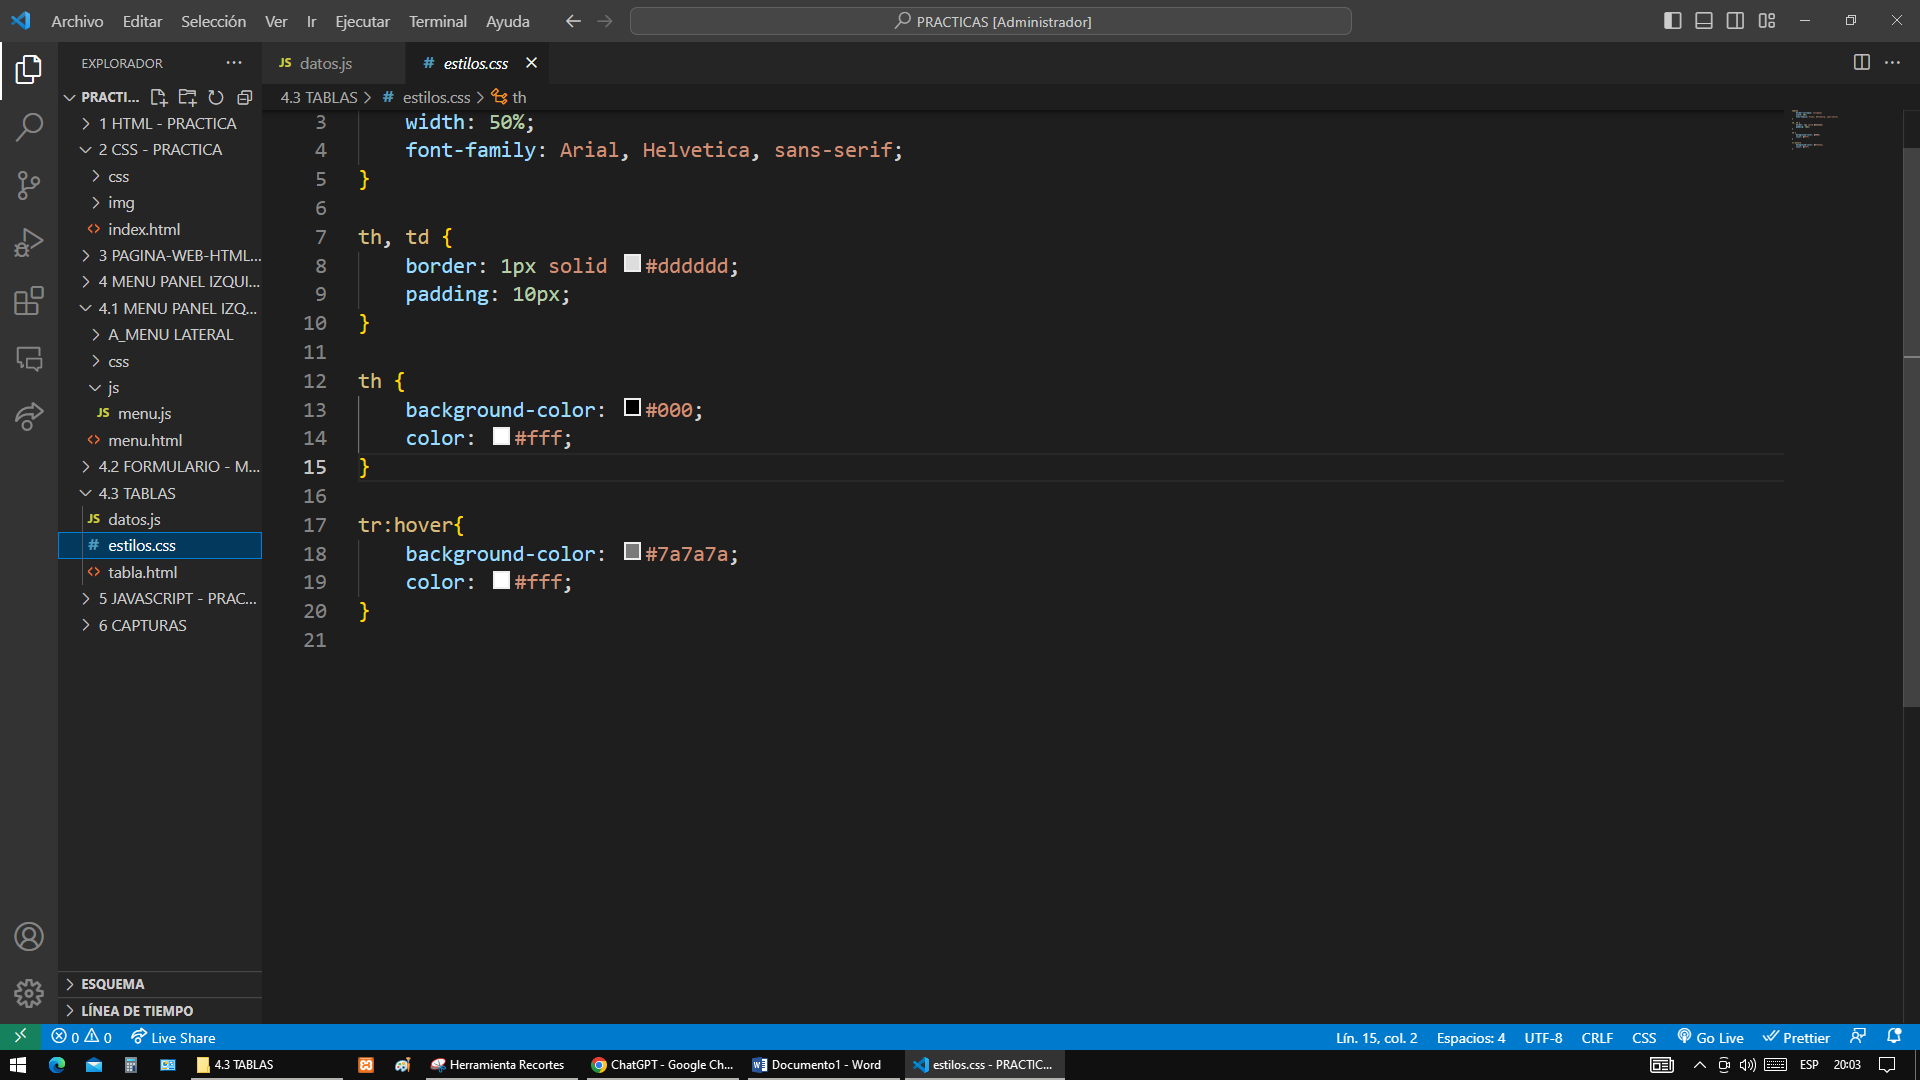 Archivo Editar Selección Ver Ir Ejecutar Terminal Ayuda PRACTICAS [Administrador]
EXPLORADOR
JS datos.js
# estilos.css
PRACTI...
4.3 TABLAS > # estilos.css > th
1 HTML - PRACTICA
2 CSS - PRACTICA
css
img
index.html
3 PAGINA-WEB-HTML...
4 MENU PANEL IZQUI...
4.1 MENU PANEL IZQ...
A_MENU LATERAL
css
js
JS menu.js
menu.html
4.2 FORMULARIO - M...
4.3 TABLAS
JS datos.js
# estilos.css
tabla.html
5 JAVASCRIPT - PRAC...
6 CAPTURAS
ESQUEMA
LÍNEA DE TIEMPO
3 width: 50%;
4 font-family: Arial, Helvetica, sans-serif;
5 }
6
7 th, td {
8 border: 1px solid #dddddd;
9 padding: 10px;
10 }
11
12 th {
13 background-color: #000;
14 color: #fff;
15 }
16
17 tr:hover{
18 background-color: #7a7a7a;
19 color: #fff;
20 }
21
0 0 Live Share Lín. 15, col. 2 Espacios: 4 UTF-8 CRLF CSS Go Live Prettier
4.3 TABLAS Herramienta Recortes ChatGPT - Google Ch... Documento1 - Word estilos.css - PRACTIC... ESP 20:03